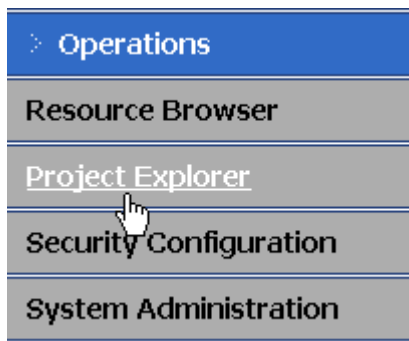 > Operations
Resource Browser
Project Explorer
Security Configuration
System Administration